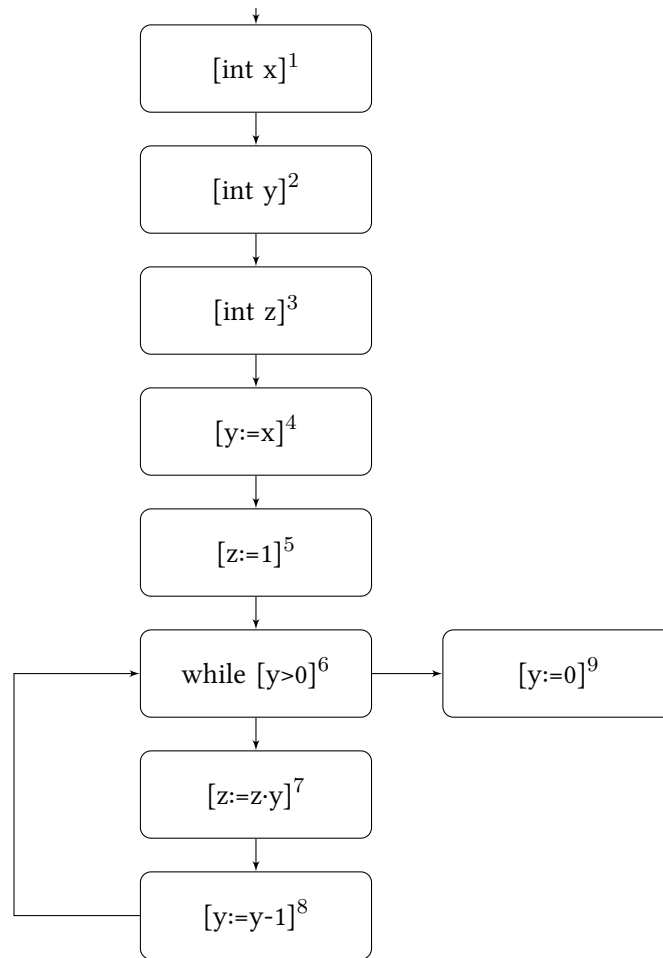 [int x]¹
[int y]²
[int z]³
[y:=x]⁴
[z:=1]⁵
while [y>0]⁶
[y:=0]⁹
[z:=z·y]⁷
[y:=y-1]⁸